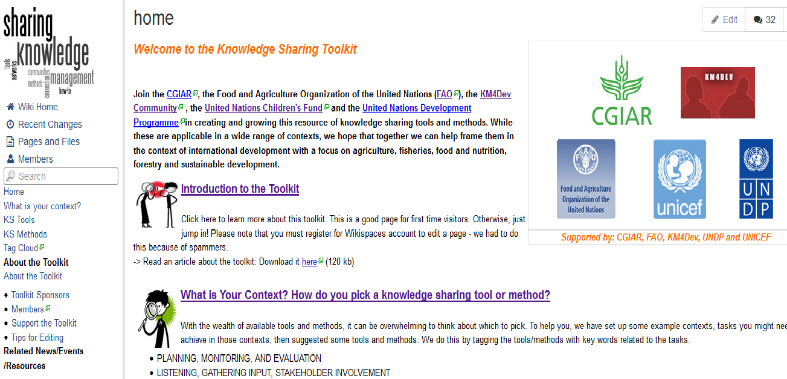 sharing
knowledge
management
tools
networks
communities
methods
connection
how-to
Wiki Home
Recent Changes
Pages and Files
Members
Search
Home
What is your context?
KS Tools
KS Methods
Tag Cloud
About the Toolkit
About the Toolkit
Toolkit Sponsors
Members
Support the Toolkit
Tips for Editing
Related News/Events
/Resources
home
Edit
32
Welcome to the Knowledge Sharing Toolkit
Join the CGIAR, the Food and Agriculture Organization of the United Nations (FAO), the KM4Dev
Community , the United Nations Children's Fund and the United Nations Development
Programme in creating and growing this resource of knowledge sharing tools and methods. While
these are applicable in a wide range of contexts, we hope that together we can help frame them in
the context of international development with a focus on agriculture, fisheries, food and nutrition,
forestry and sustainable development.
CGIAR
KM4DEV
Food and Agriculture
Organization of the
United Nations
unicef
U N
D P
Supported by: CGIAR, FAO, KM4Dev, UNDP and UNICEF
Introduction to the Toolkit
Click here to learn more about this toolkit. This is a good page for first time visitors. Otherwise, just
jump in! Please note that you must register for Wikispaces account to edit a page - we had to do
this because of spammers.
-> Read an article about the toolkit: Download it here (120 kb)
What is Your Context? How do you pick a knowledge sharing tool or method?
With the wealth of available tools and methods, it can be overwhelming to think about which to pick. To help you, we have set up some example contexts, tasks you might nee
achieve in those contexts, then suggested some tools and methods. We do this by tagging the tools/methods with key words related to the tasks.
PLANNING, MONITORING, AND EVALUATION
LISTENING, GATHERING INPUT, STAKEHOLDER INVOLVEMENT